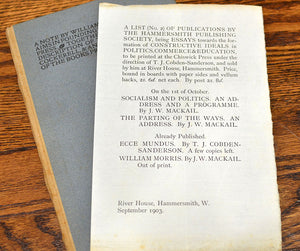 A NOTE BY WILLIAM
A LIST (No. 2) OF PUBLICATIONS BY
THE HAMMERSMITH PUBLISHING
SOCIETY, being ESSAYS towards the for-
mation of CONSTRUCTIVE IDEALS in
POLITICS, COMMERCE & EDUCATION,
to be printed at the Chiswick Press under the
direction of T. J. Cobden-Sanderson, and sold by
him at River House, Hammersmith. Price,
bound in boards with paper sides and vellum
backs, 2s. 6d. net each. By post 2s. 8d.
On the 1st of October.
SOCIALISM AND POLITICS. AN AD-
DRESS AND A PROGRAMME.
BY J. W. MACKAIL.
THE PARTING OF THE WAYS. AN
ADDRESS. By J. W. MACKAIL.
Already Published.
ECCE MUNDUS. By T. J. COBDEN-
SANDERSON. A few copies left.
WILLIAM MORRIS. By J. W. MACKAIL.
Out of print.
River House, Hammersmith, W.
September 1903.